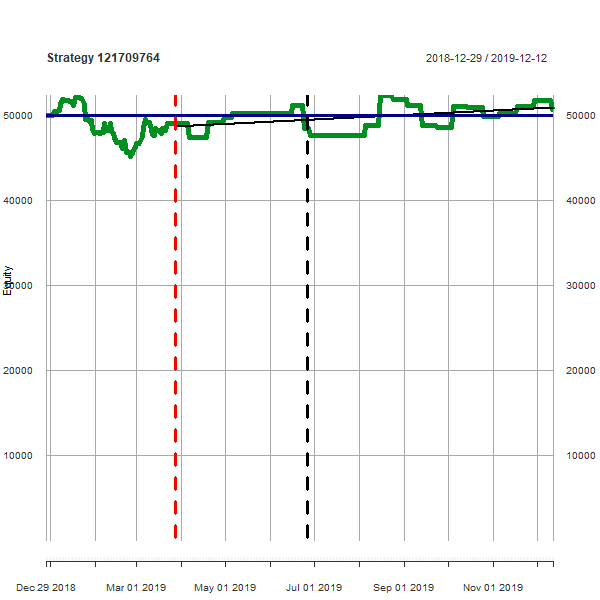 Strategy 121709764
2018-12-29 / 2019-12-12
50000 50000
40000 40000
Equity
30000 30000
20000 20000
10000 10000
Dec 29 2018 Mar 01 2019 May 01 2019 Jul 01 2019 Sep 01 2019 Nov 01 2019